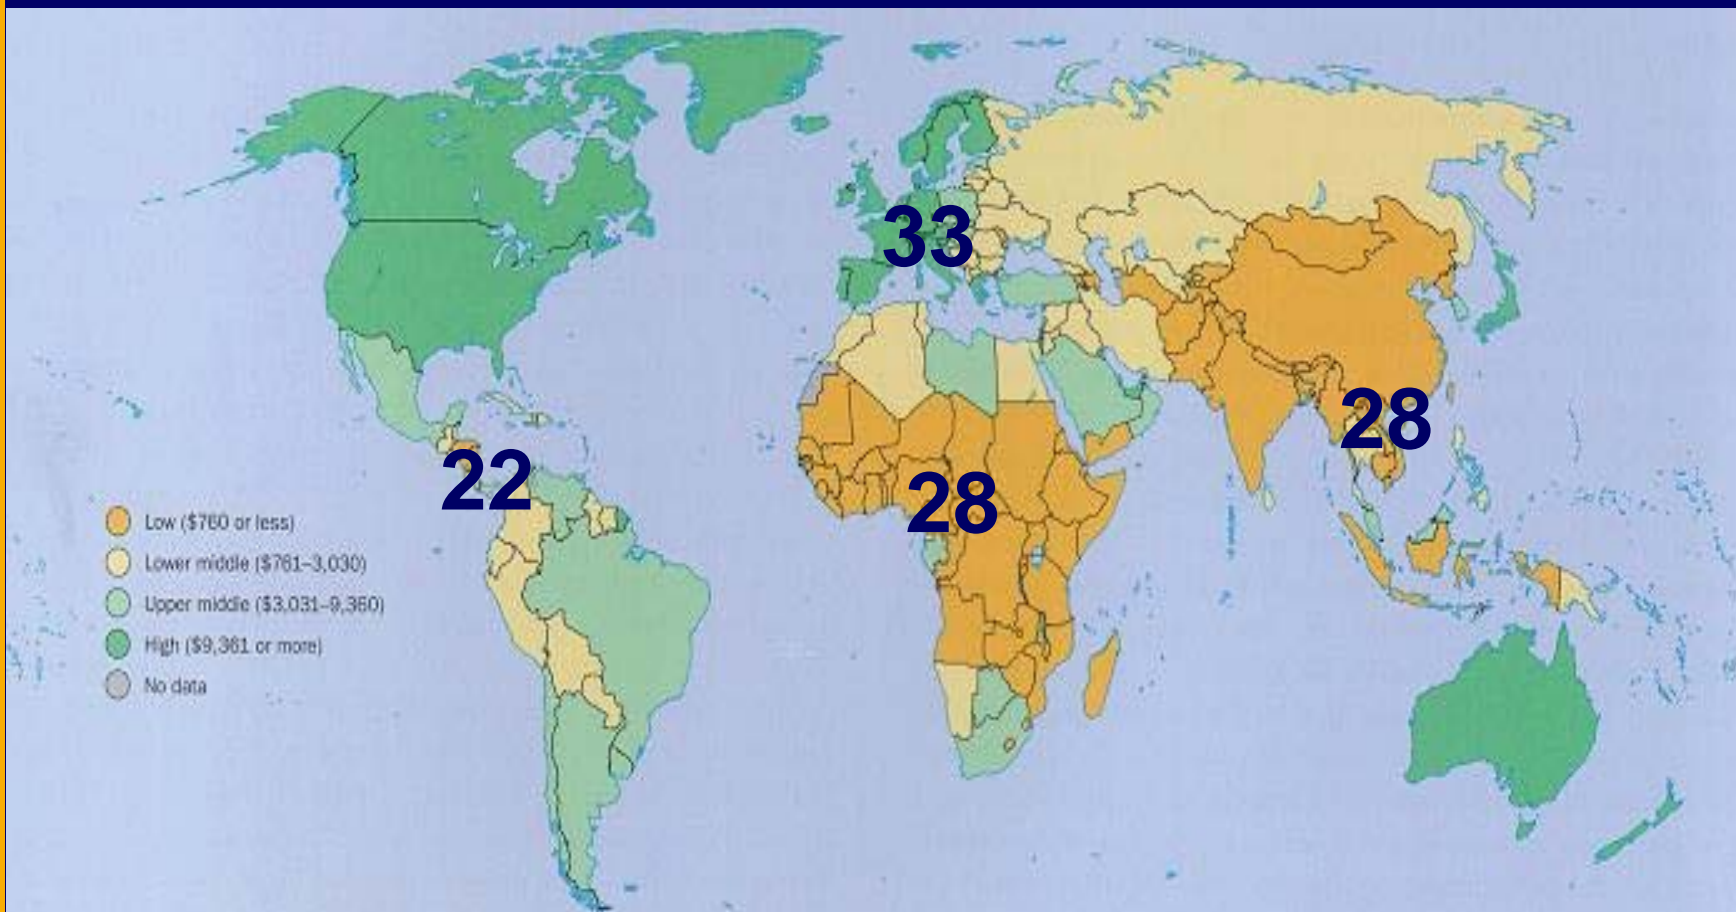 33
28
22
28
Low ($760 or less)
Lower middle ($761–3,030)
Upper middle ($3,031–9,360)
High ($9,361 or more)
No data